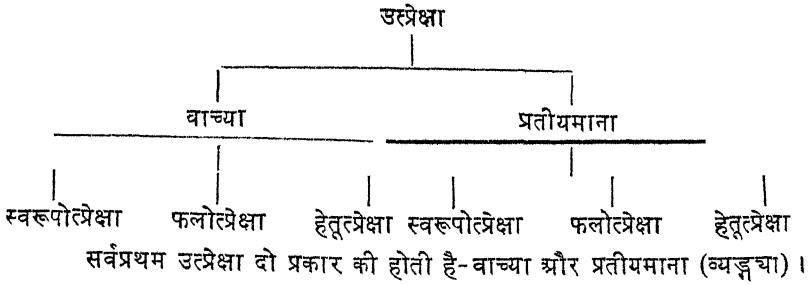 उत्प्रेक्षा
वाच्या प्रतीयमाना
स्वरूपोत्प्रेक्षा फलोत्प्रेक्षा हेतूत्प्रेक्षा स्वरूपोत्प्रेक्षा फलोत्प्रेक्षा हेतूत्प्रेक्षा
सर्वप्रथम उत्प्रेक्षा दो प्रकार की होती है-वाच्या और प्रतीयमाना (व्यङ्ग्या) ।